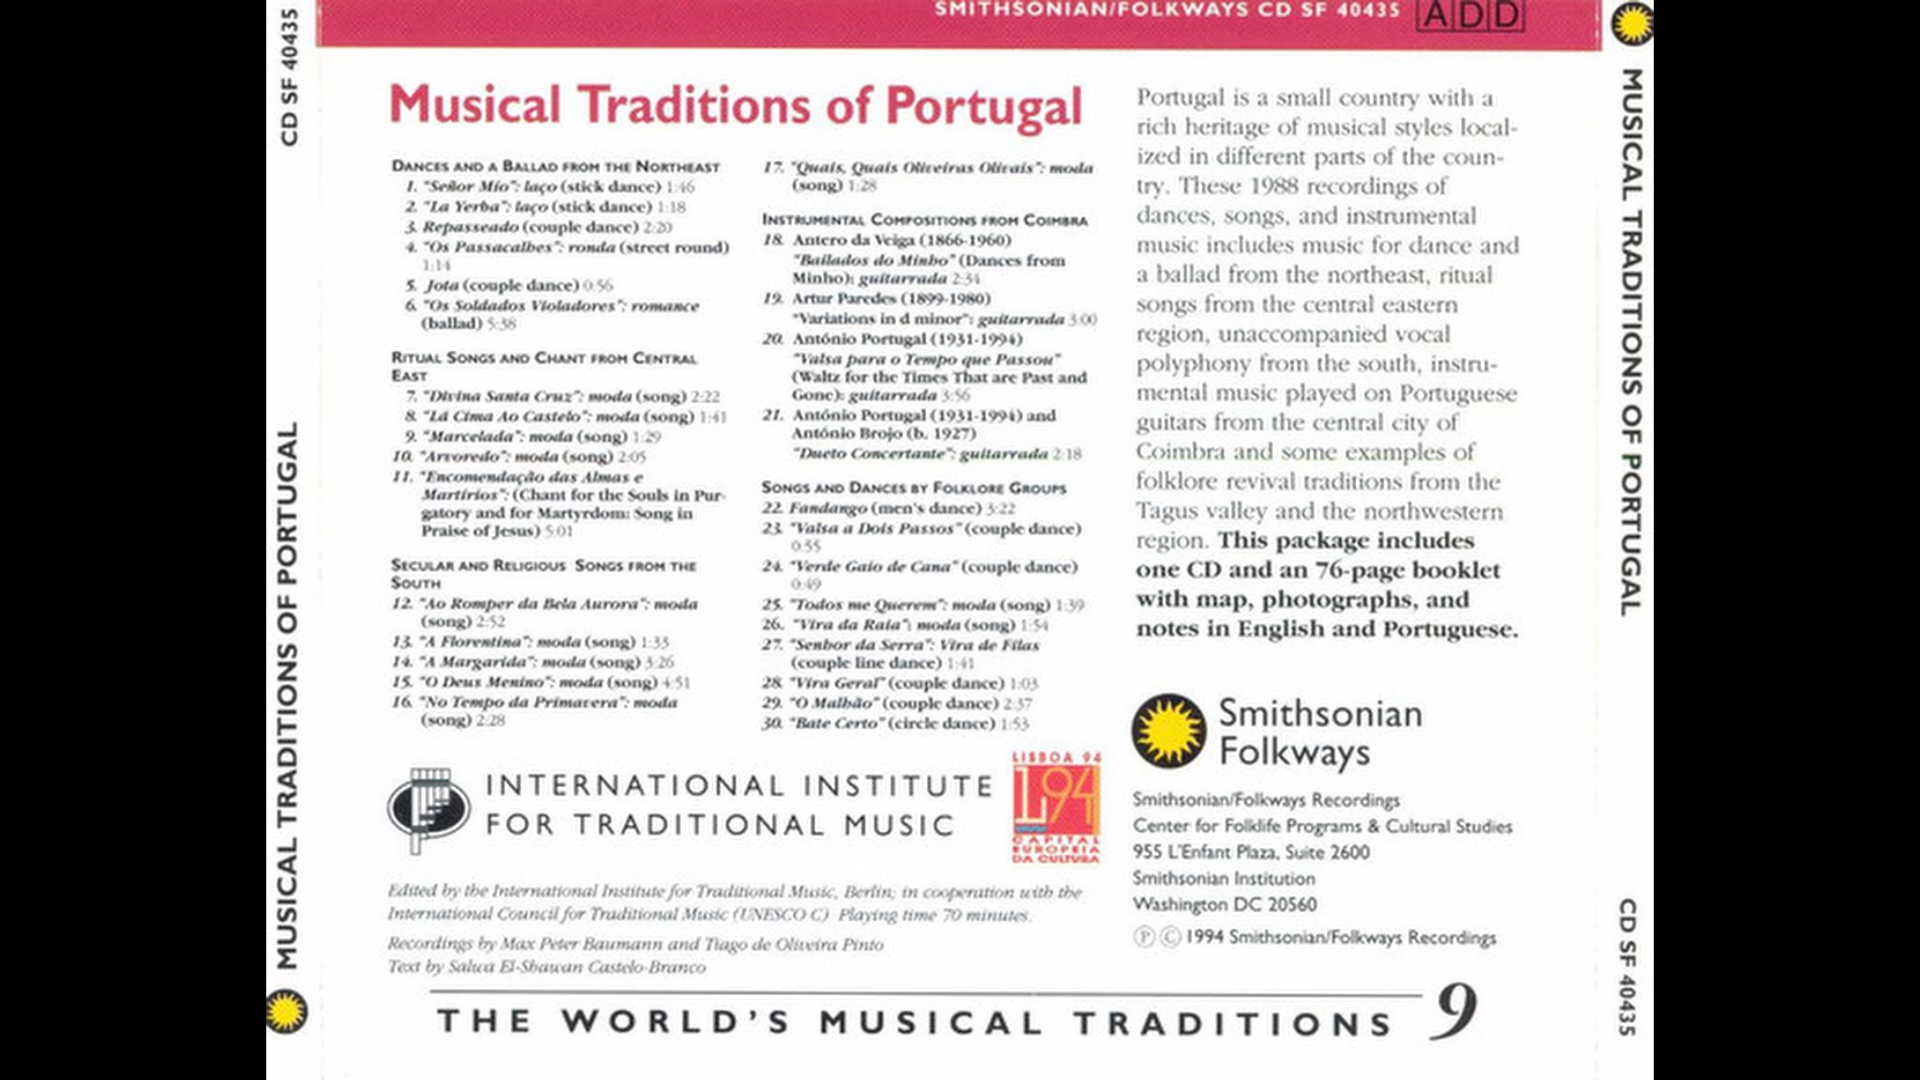 SMITHSONIAN/FOLKWAYS CD SF 40435 ADD
CD SF 40435
MUSICAL TRADITIONS OF PORTUGAL
Musical Traditions of Portugal
DANCES AND A BALLAD FROM THE NORTHEAST
1. "Señor Mío": laço (stick dance) 1:46
2. "La Yerba": laço (stick dance) 1:18
3. Repasseado (couple dance) 2:20
4. "Os Passacalhes": ronda (street round)
1:14
5. Jota (couple dance) 0:56
6. "Os Soldados Violadores": romance
(ballad) 5:38
RITUAL SONGS AND CHANT FROM CENTRAL
EAST
7. "Divina Santa Cruz": moda (song) 2:22
8. "Lá Cima Ao Castelo": moda (song) 1:41
9. "Marcelada": moda (song) 1:29
10. "Arvoredo": moda (song) 2:05
11. "Encomendação das Almas e
Martírios": (Chant for the Souls in Pur-
gatory and for Martyrdom: Song in
Praise of Jesus) 5:01
SECULAR AND RELIGIOUS SONGS FROM THE
SOUTH
12. "Ao Romper da Bela Aurora": moda
(song) 2:52
13. "A Florentina": moda (song) 1:33
14. "A Margarida": moda (song) 3:26
15. "O Deus Menino": moda (song) 4:51
16. "No Tempo da Primavera": moda
(song) 2:28
17. "Quais, Quais Oliveiras Olivais": moda
(song) 1:28
INSTRUMENTAL COMPOSITIONS FROM COIMBRA
18. Antero da Veiga (1866-1960)
"Bailados do Minho" (Dances from
Minho): guitarrada 2:34
19. Artur Paredes (1899-1980)
"Variations in d minor": guitarrada 3:00
20. António Portugal (1931-1994)
"Valsa para o Tempo que Passou"
(Waltz for the Times That are Past and
Gone): guitarrada 3:56
21. António Portugal (1931-1994) and
António Brojo (b. 1927)
"Dueto Concertante": guitarrada 2:18
SONGS AND DANCES BY FOLKLORE GROUPS
22. Fandango (men's dance) 3:22
23. "Valsa a Dois Passos" (couple dance)
0:55
24. "Verde Gaio de Cana" (couple dance)
0:49
25. "Todos me Querem": moda (song) 1:39
26. "Vira da Raia": moda (song) 1:54
27. "Senhor da Serra": Vira de Filas
(couple line dance) 1:41
28. "Vira Geral" (couple dance) 1:03
29. "O Malhão" (couple dance) 2:37
30. "Bate Certo" (circle dance) 1:53
Portugal is a small country with a
rich heritage of musical styles local-
ized in different parts of the coun-
try. These 1988 recordings of
dances, songs, and instrumental
music includes music for dance and
a ballad from the northeast, ritual
songs from the central eastern
region, unaccompanied vocal
polyphony from the south, instru-
mental music played on Portuguese
guitars from the central city of
Coimbra and some examples of
folklore revival traditions from the
Tagus valley and the northwestern
region. This package includes
one CD and an 76-page booklet
with map, photographs, and
notes in English and Portuguese.
INTERNATIONAL INSTITUTE
FOR TRADITIONAL MUSIC
LISBOA 94
L94
CAPITAL
EUROPEIA
DA CULTURA
Edited by the International Institute for Traditional Music, Berlin; in cooperation with the
International Council for Traditional Music (UNESCO C) Playing time 70 minutes.
Recordings by Max Peter Baumann and Tiago de Oliveira Pinto
Text by Salwa El-Shawan Castelo-Branco
Smithsonian
Folkways
Smithsonian/Folkways Recordings
Center for Folklife Programs & Cultural Studies
955 L'Enfant Plaza, Suite 2600
Smithsonian Institution
Washington DC 20560
Ⓟ Ⓒ 1994 Smithsonian/Folkways Recordings
THE WORLD'S MUSICAL TRADITIONS 9
MUSICAL TRADITIONS OF PORTUGAL
CD SF 40435